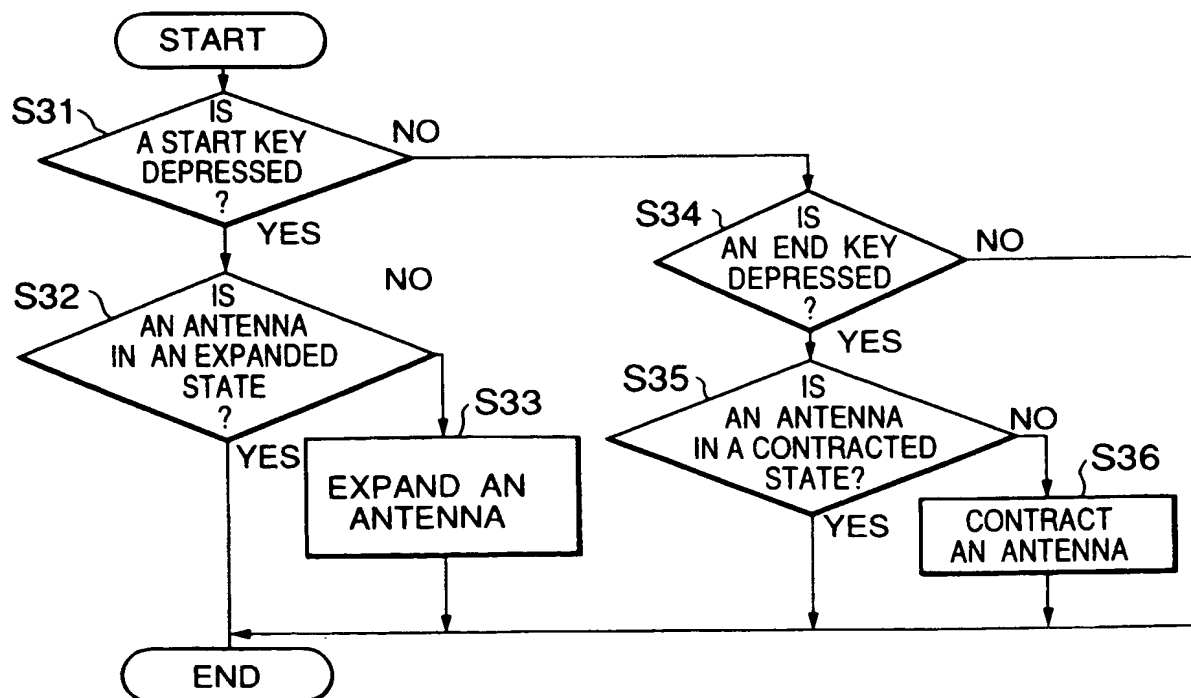 START
S31
IS
A START KEY
DEPRESSED
?
NO
YES
S32
IS
AN ANTENNA
IN AN EXPANDED
STATE
?
NO
YES
S33
EXPAND AN
ANTENNA
S34
IS
AN END KEY
DEPRESSED
?
NO
YES
S35
IS
AN ANTENNA
IN A CONTRACTED
STATE?
NO
YES
S36
CONTRACT
AN ANTENNA
END